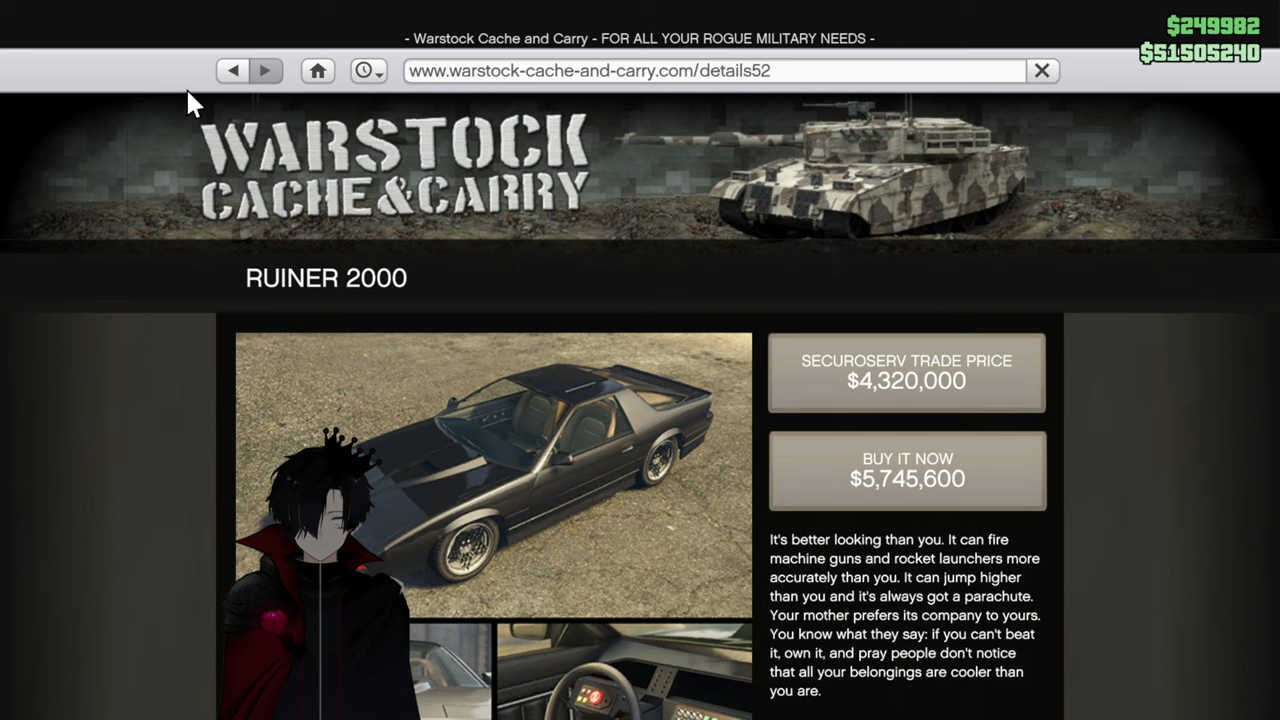 $249982
- Warstock Cache and Carry - FOR ALL YOUR ROGUE MILITARY NEEDS -
$51505240
www.warstock-cache-and-carry.com/details52
WARSTOCK
CACHE&CARRY
RUINER 2000
SECUROSERV TRADE PRICE
$4,320,000
BUY IT NOW
$5,745,600
It's better looking than you. It can fire
machine guns and rocket launchers more
accurately than you. It can jump higher
than you and it's always got a parachute.
Your mother prefers its company to yours.
You know what they say: if you can't beat
it, own it, and pray people don't notice
that all your belongings are cooler than
you are.